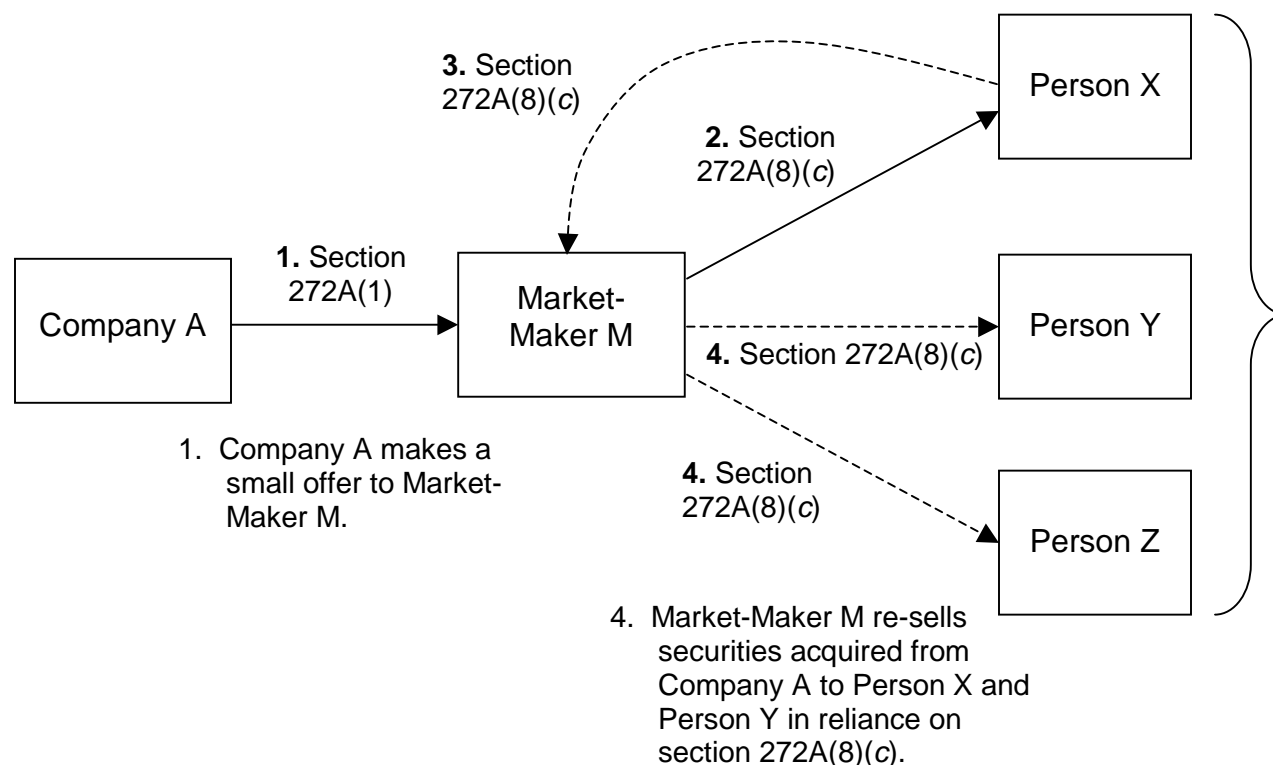 3. Section
272A(8)(c)
Person X
2. Section
272A(8)(c)
1. Section
272A(1)
Company A
Market-
Maker M
Person Y
4. Section 272A(8)(c)
1. Company A makes a
small offer to Market-
Maker M.
4. Section
272A(8)(c)
Person Z
4. Market-Maker M re-sells
securities acquired from
Company A to Person X and
Person Y in reliance on
section 272A(8)(c).